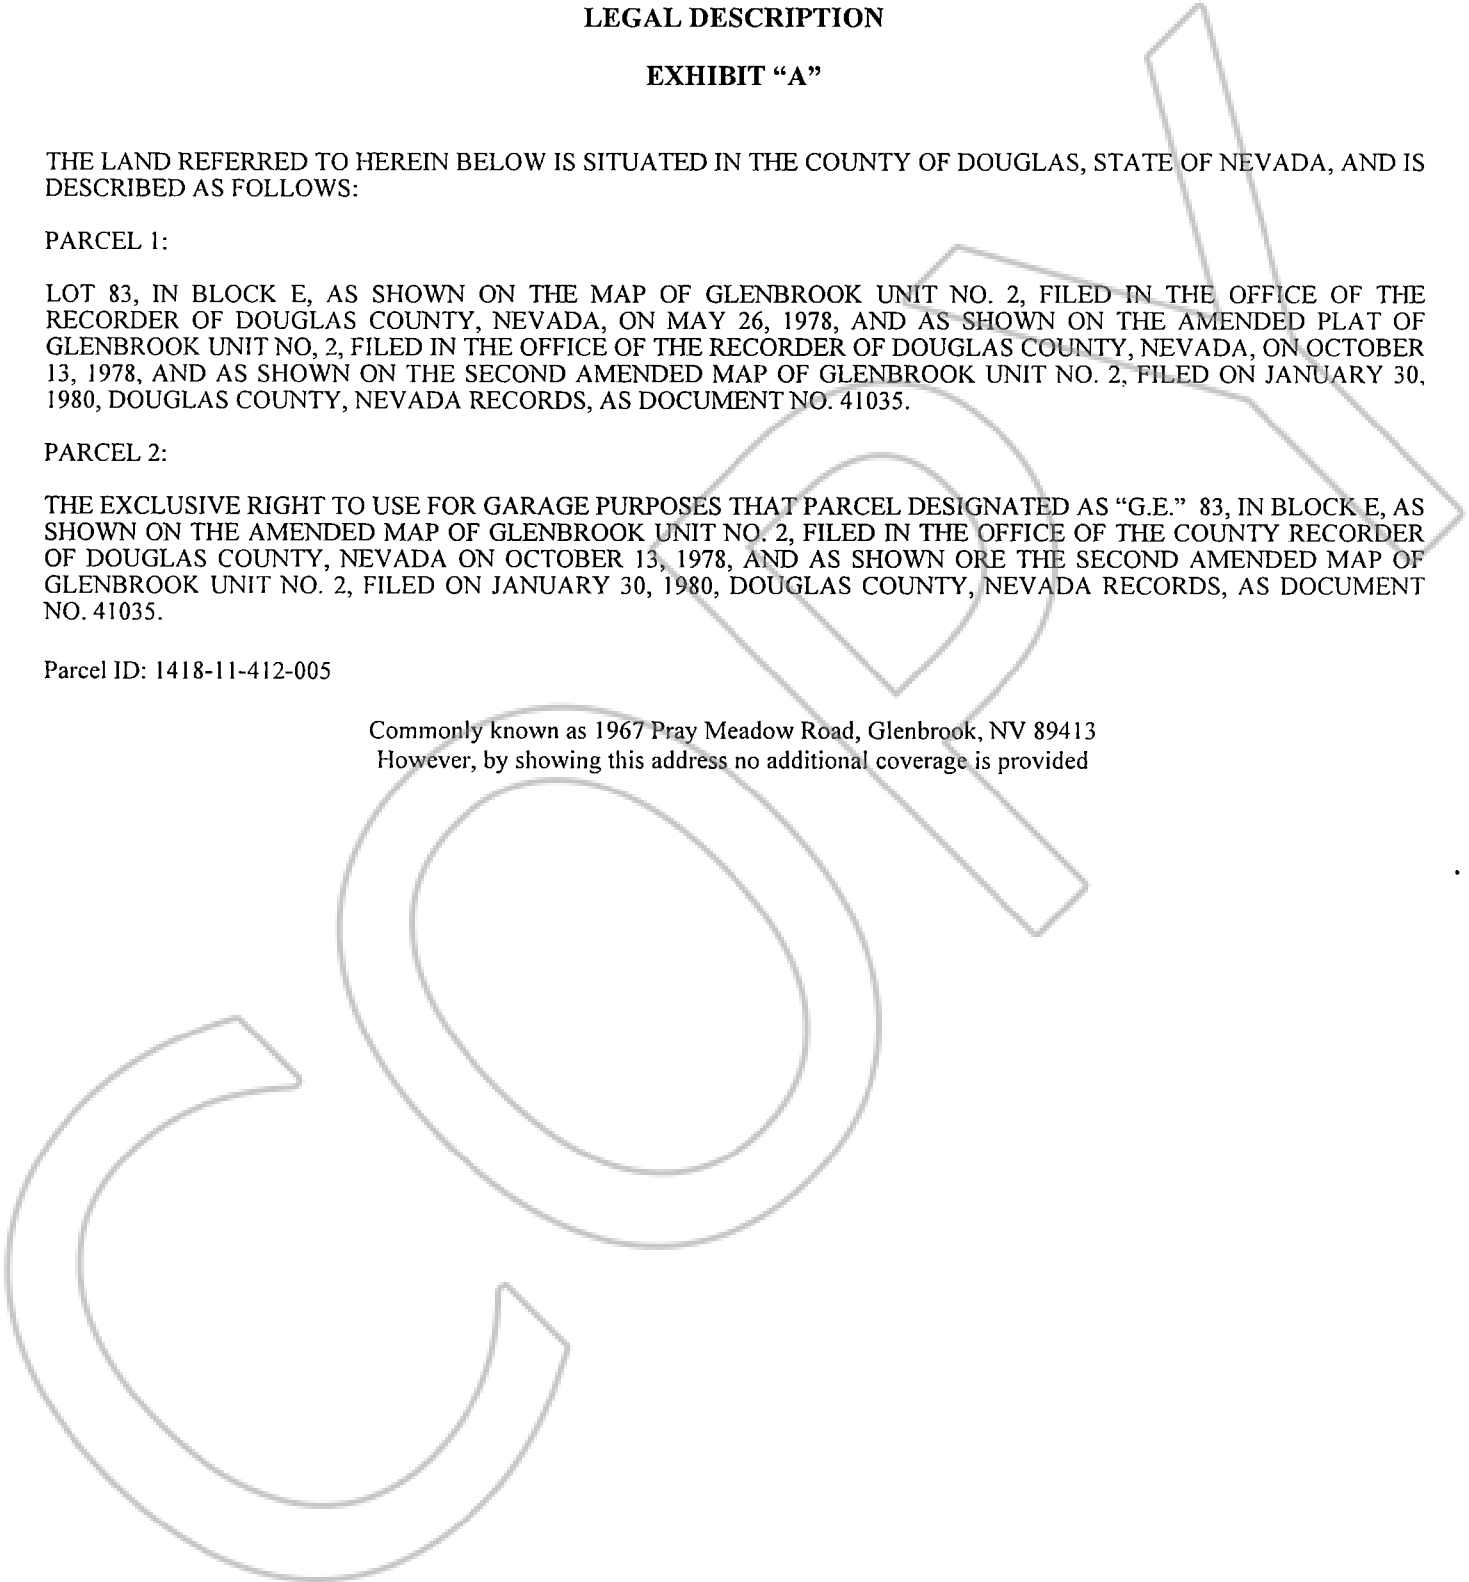 LEGAL DESCRIPTION
EXHIBIT “A”
THE LAND REFERRED TO HEREIN BELOW IS SITUATED IN THE COUNTY OF DOUGLAS, STATE OF NEVADA, AND IS
DESCRIBED AS FOLLOWS:
PARCEL 1:
LOT 83, IN BLOCK E, AS SHOWN ON THE MAP OF GLENBROOK UNIT NO. 2, FILED IN THE OFFICE OF THE
RECORDER OF DOUGLAS COUNTY, NEVADA, ON MAY 26, 1978, AND AS SHOWN ON THE AMENDED PLAT OF
GLENBROOK UNIT NO, 2, FILED IN THE OFFICE OF THE RECORDER OF DOUGLAS COUNTY, NEVADA, ON OCTOBER
13, 1978, AND AS SHOWN ON THE SECOND AMENDED MAP OF GLENBROOK UNIT NO. 2, FILED ON JANUARY 30,
1980, DOUGLAS COUNTY, NEVADA RECORDS, AS DOCUMENT NO. 41035.
PARCEL 2:
THE EXCLUSIVE RIGHT TO USE FOR GARAGE PURPOSES THAT PARCEL DESIGNATED AS “G.E.” 83, IN BLOCK E, AS
SHOWN ON THE AMENDED MAP OF GLENBROOK UNIT NO. 2, FILED IN THE OFFICE OF THE COUNTY RECORDER
OF DOUGLAS COUNTY, NEVADA ON OCTOBER 13, 1978, AND AS SHOWN ORE THE SECOND AMENDED MAP OF
GLENBROOK UNIT NO. 2, FILED ON JANUARY 30, 1980, DOUGLAS COUNTY, NEVADA RECORDS, AS DOCUMENT
NO. 41035.
Parcel ID: 1418-11-412-005
Commonly known as 1967 Pray Meadow Road, Glenbrook, NV 89413
However, by showing this address no additional coverage is provided
COPY